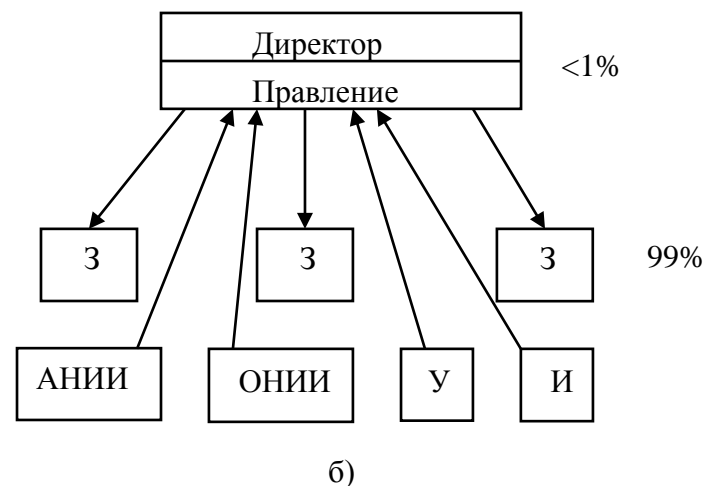 Директор
Правление
<1%
З З З 99%
АНИИ ОНИИ У И
б)